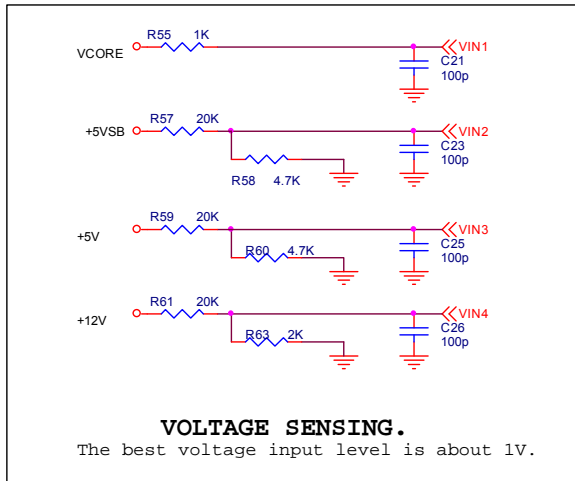 R55 1K
VCORE
VIN1
C21
100p
R57 20K
+5VSB
VIN2
C23
100p
R58 4.7K
R59 20K
+5V
VIN3
R60 4.7K
C25
100p
R61 20K
+12V
VIN4
R63 2K
C26
100p
VOLTAGE SENSING.
The best voltage input level is about 1V.